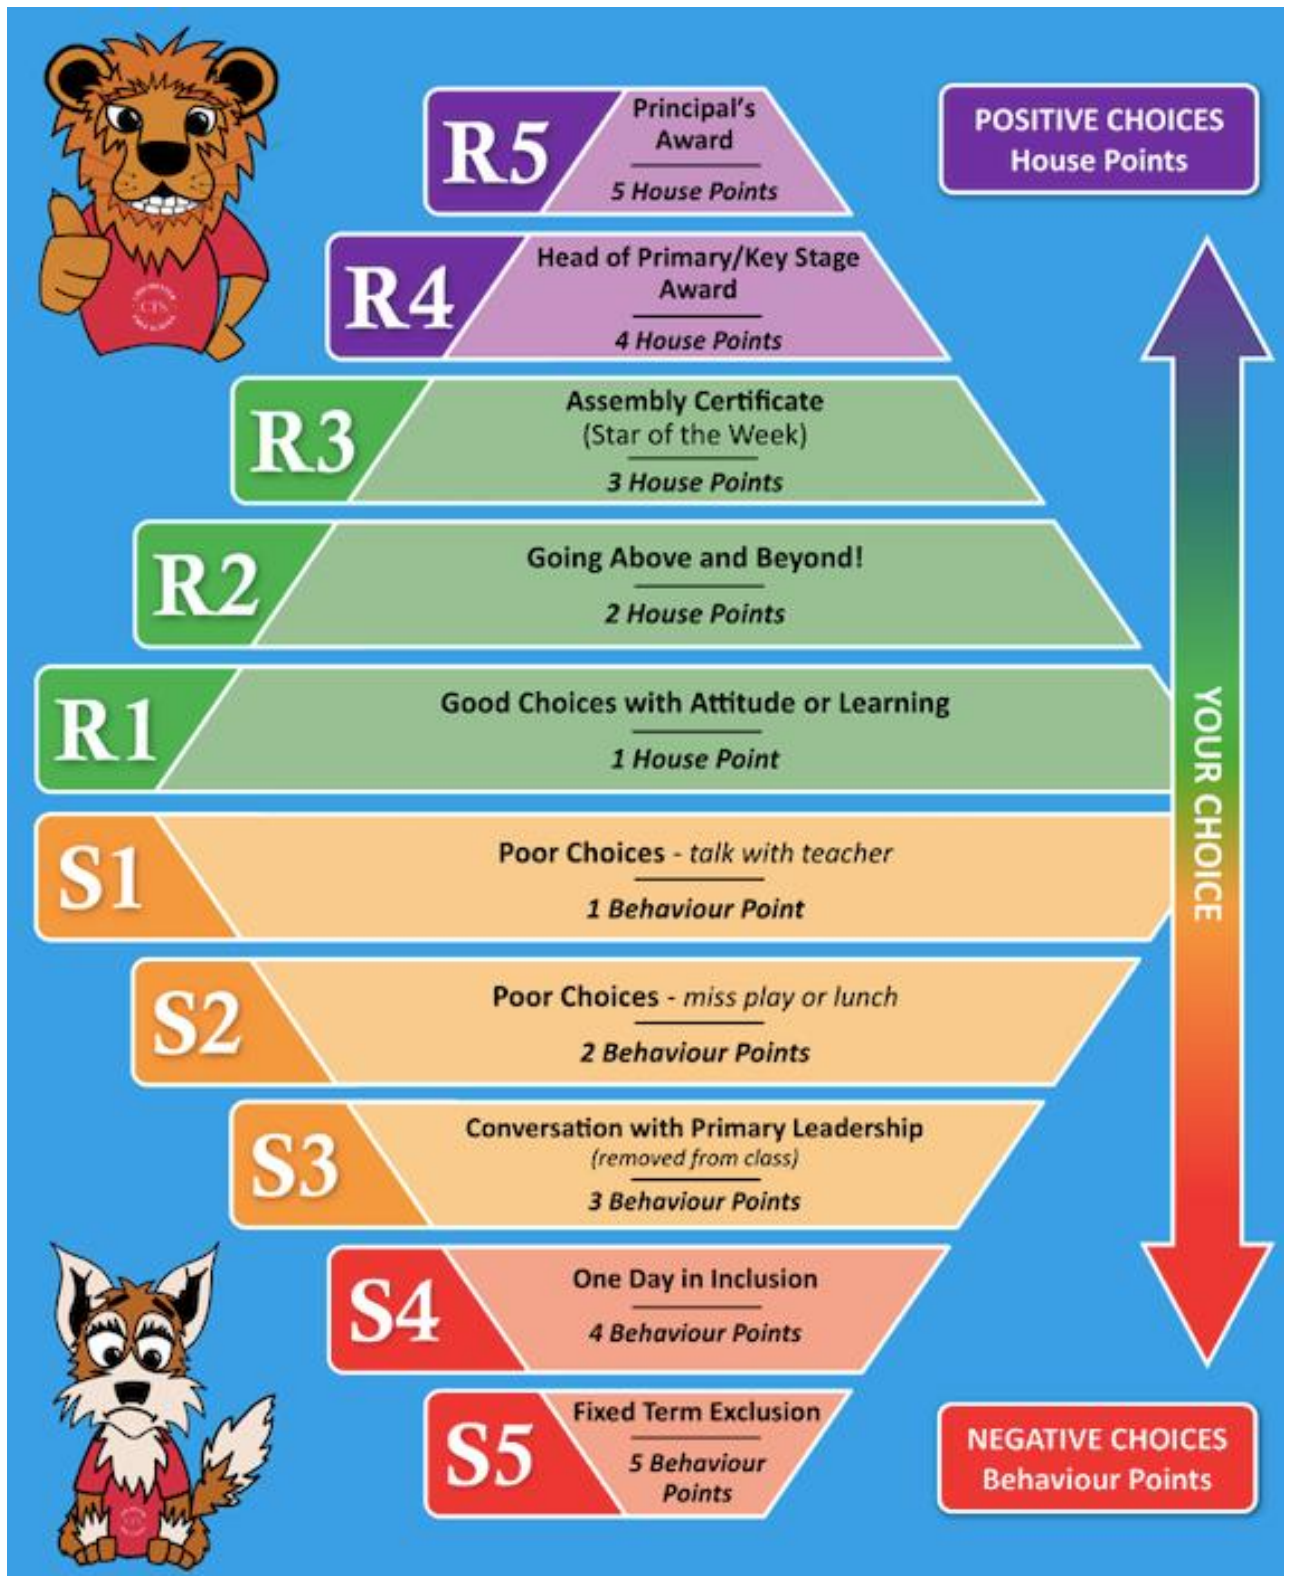 R5
Principal's
Award
5 House Points
POSITIVE CHOICES
House Points
R4
Head of Primary/Key Stage
Award
4 House Points
R3
Assembly Certificate
(Star of the Week)
3 House Points
R2
Going Above and Beyond!
2 House Points
R1
Good Choices with Attitude or Learning
1 House Point
YOUR CHOICE
S1
Poor Choices - talk with teacher
1 Behaviour Point
S2
Poor Choices - miss play or lunch
2 Behaviour Points
S3
Conversation with Primary Leadership
(removed from class)
3 Behaviour Points
S4
One Day in Inclusion
4 Behaviour Points
S5
Fixed Term Exclusion
5 Behaviour
Points
NEGATIVE CHOICES
Behaviour Points